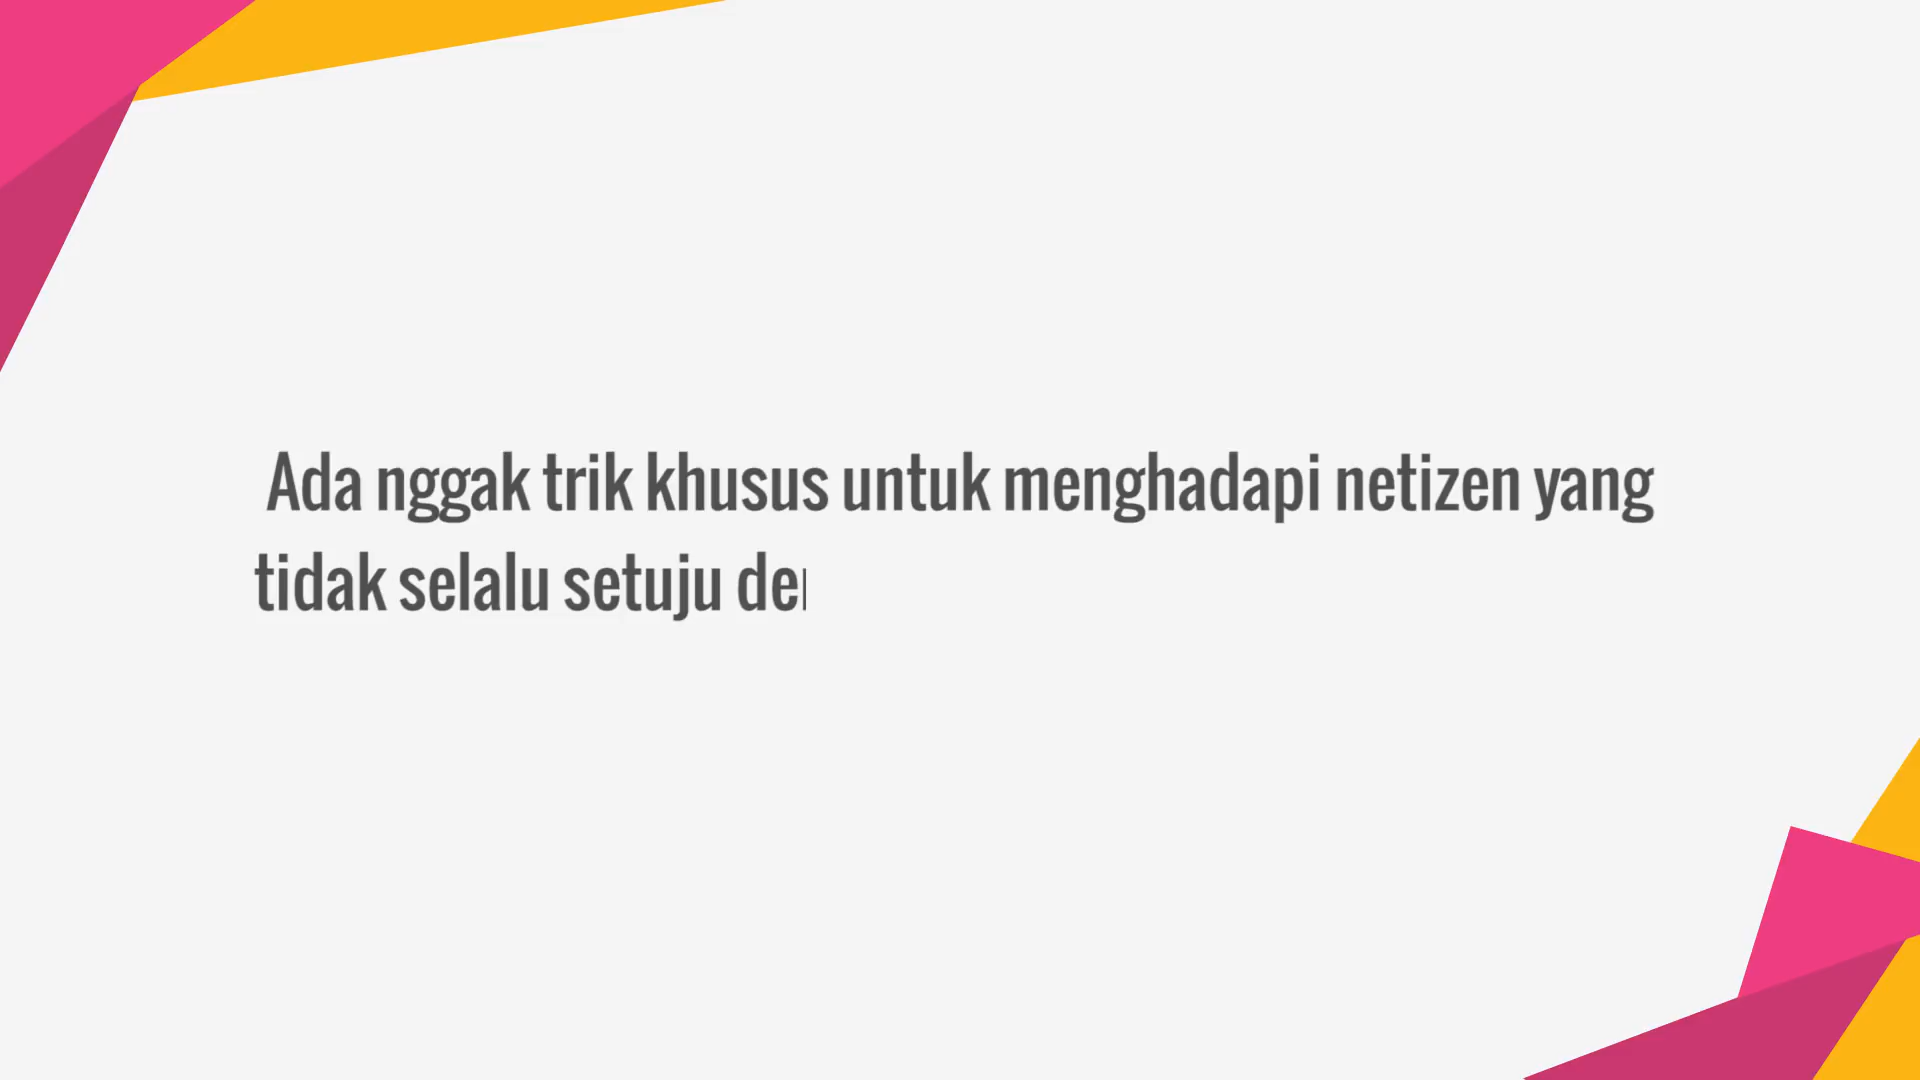 Ada nggak trik khusus untuk menghadapi netizen yang
tidak selalu setuju